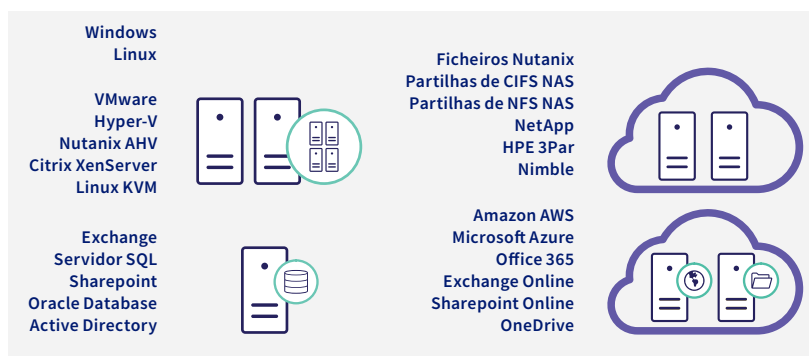 Windows
Linux
VMware
Hyper-V
Nutanix AHV
Citrix XenServer
Linux KVM
Exchange
Servidor SQL
Sharepoint
Oracle Database
Active Directory
Ficheiros Nutanix
Partilhas de CIFS NAS
Partilhas de NFS NAS
NetApp
HPE 3Par
Nimble
Amazon AWS
Microsoft Azure
Office 365
Exchange Online
Sharepoint Online
OneDrive